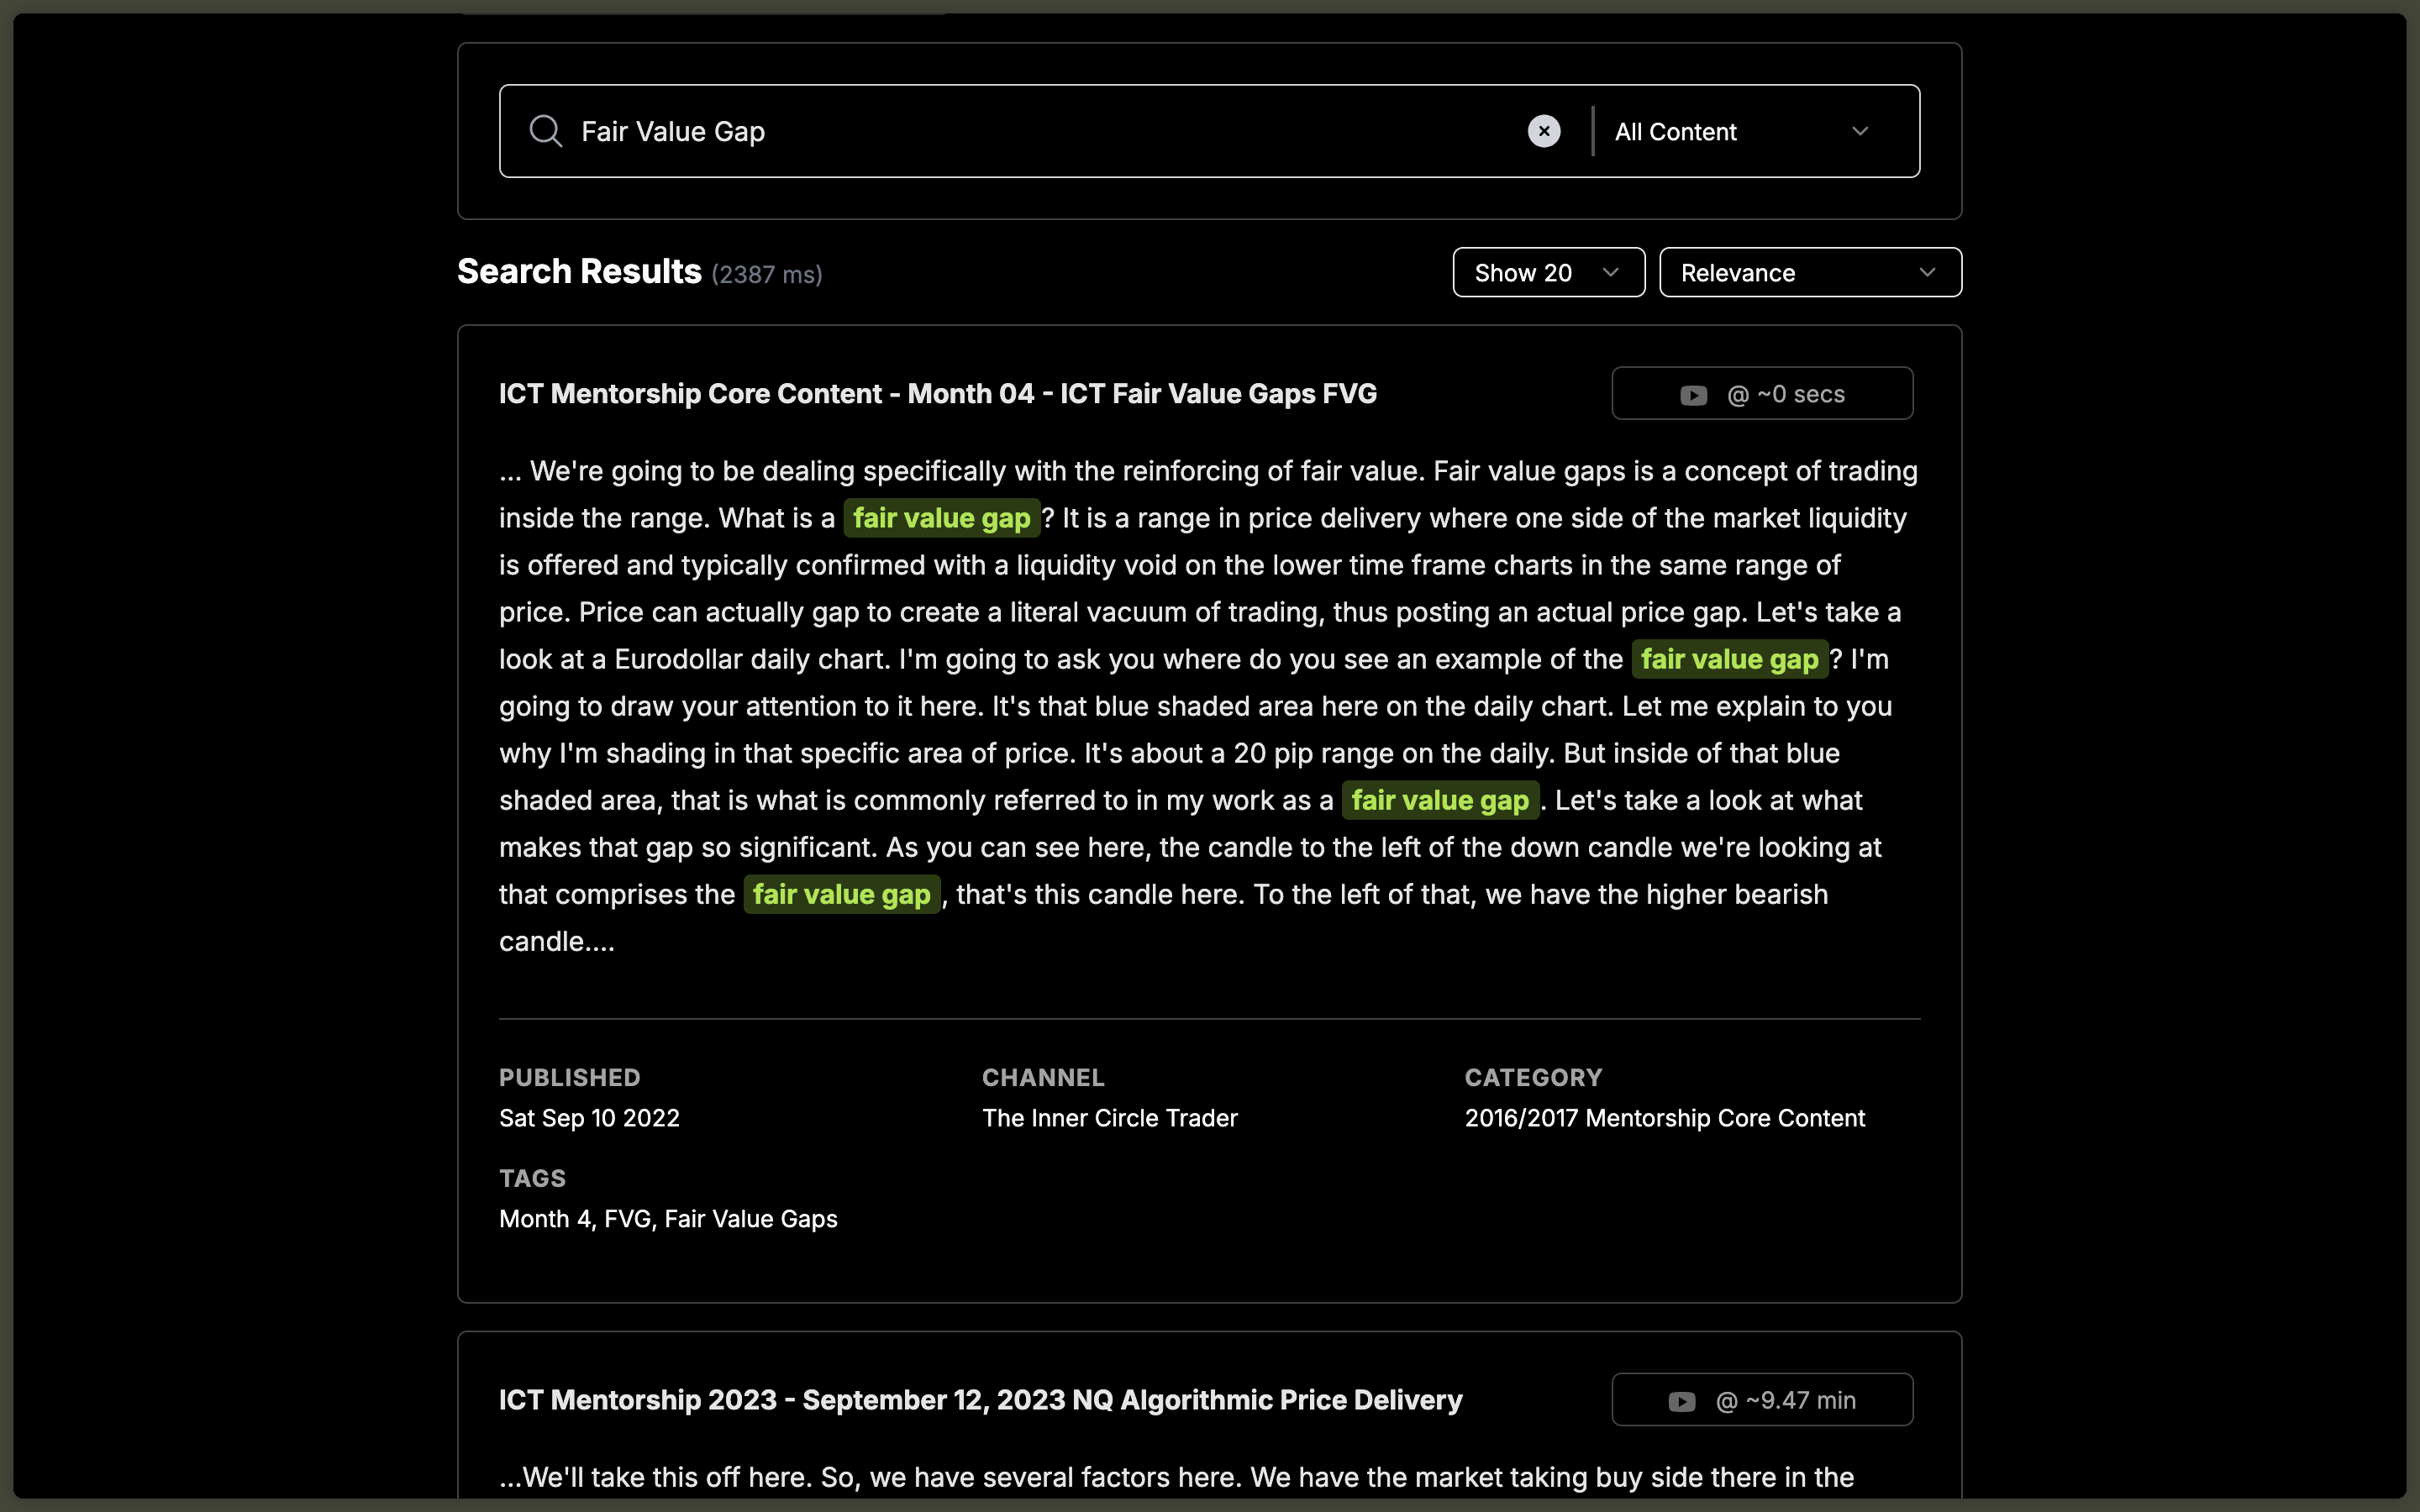 Fair Value Gap
All Content
Search Results (2387 ms)
Show 20
Relevance
ICT Mentorship Core Content - Month 04 - ICT Fair Value Gaps FVG
@ ~0 secs
... We're going to be dealing specifically with the reinforcing of fair value. Fair value gaps is a concept of trading
inside the range. What is a fair value gap? It is a range in price delivery where one side of the market liquidity
is offered and typically confirmed with a liquidity void on the lower time frame charts in the same range of
price. Price can actually gap to create a literal vacuum of trading, thus posting an actual price gap. Let's take a
look at a Eurodollar daily chart. I'm going to ask you where do you see an example of the fair value gap? I'm
going to draw your attention to it here. It's that blue shaded area here on the daily chart. Let me explain to you
why I'm shading in that specific area of price. It's about a 20 pip range on the daily. But inside of that blue
shaded area, that is what is commonly referred to in my work as a fair value gap. Let's take a look at what
makes that gap so significant. As you can see here, the candle to the left of the down candle we're looking at
that comprises the fair value gap, that's this candle here. To the left of that, we have the higher bearish
candle....
PUBLISHED
Sat Sep 10 2022
CHANNEL
The Inner Circle Trader
CATEGORY
2016/2017 Mentorship Core Content
TAGS
Month 4, FVG, Fair Value Gaps
ICT Mentorship 2023 - September 12, 2023 NQ Algorithmic Price Delivery
@ ~9.47 min
...We'll take this off here. So, we have several factors here. We have the market taking buy side there in the